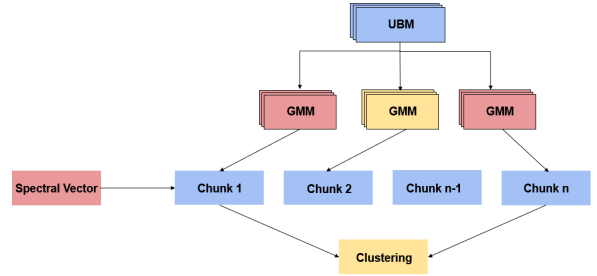 UBM
GMM
GMM
GMM
Spectral Vector
Chunk 1
Chunk 2
Chunk n-1
Chunk n
Clustering